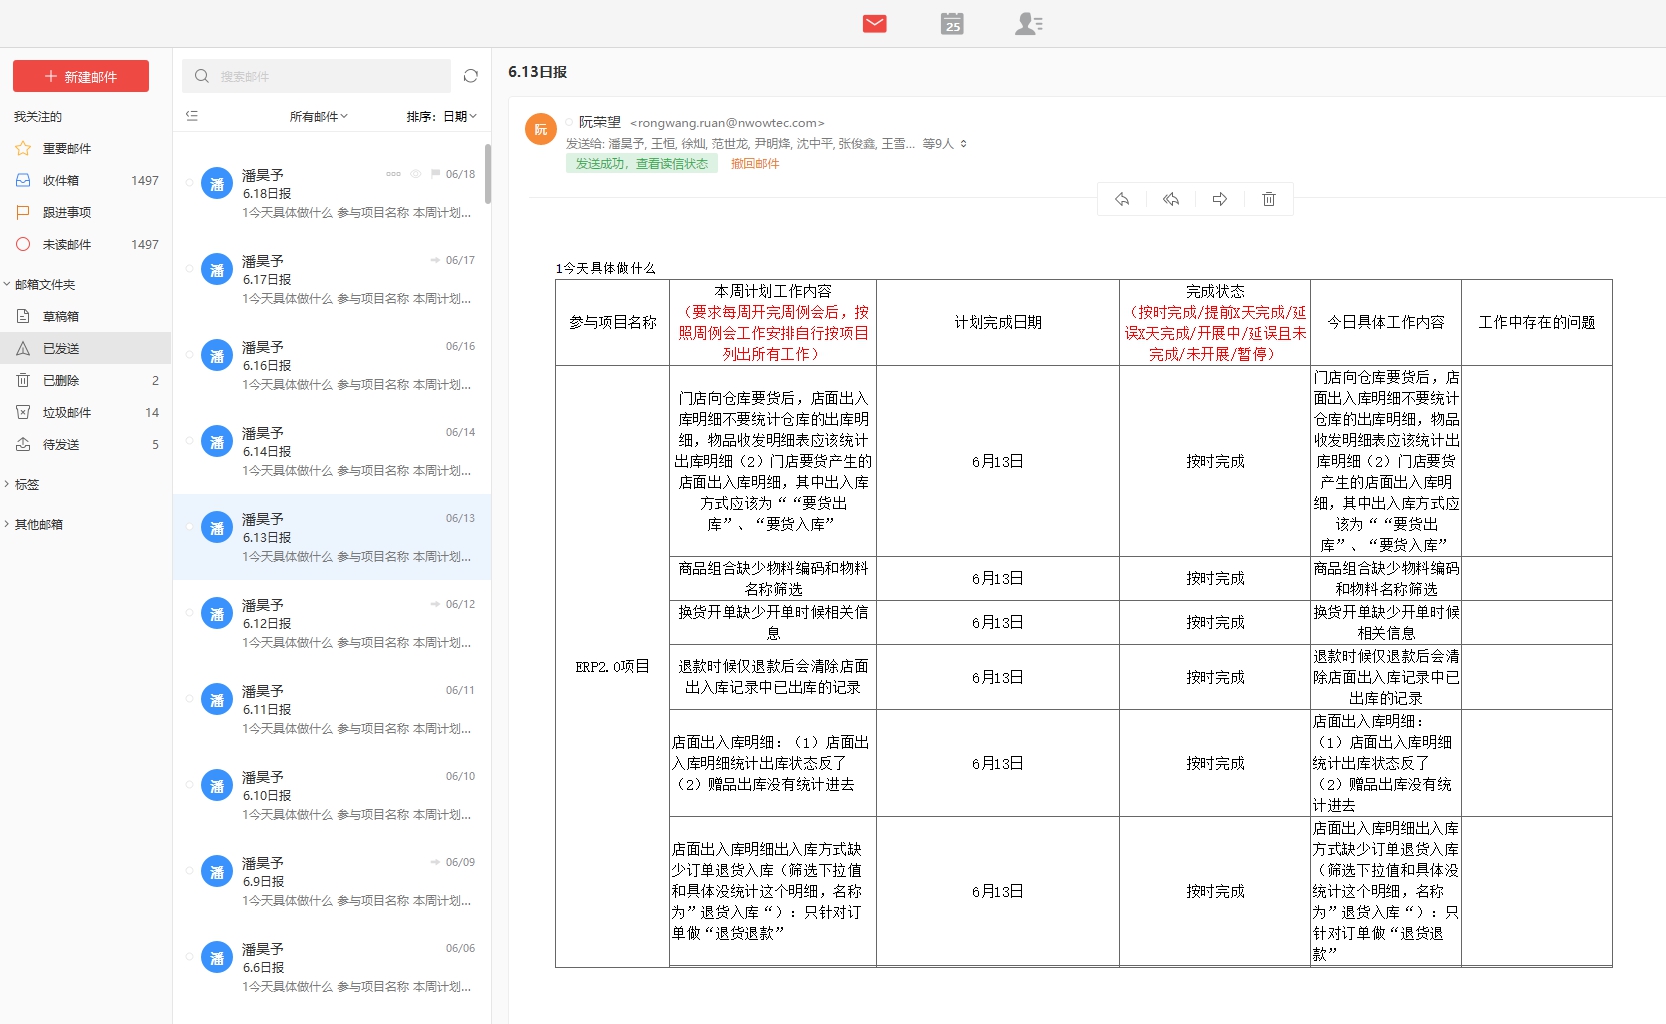 25
新建邮件
我关注的
重要邮件
收件箱 1497
跟进事项
未读邮件 1497
邮箱文件夹
草稿箱
已发送
已删除 2
垃圾邮件 14
待发送 5
标签
其他邮箱
搜索邮件
所有邮件 排序：日期
潘 潘昊予 06/18
6.18日报
1今天具体做什么 参与项目名称 本周计划...
潘 潘昊予 06/17
6.17日报
1今天具体做什么 参与项目名称 本周计划...
潘 潘昊予 06/16
6.16日报
1今天具体做什么 参与项目名称 本周计划...
潘 潘昊予 06/14
6.14日报
1今天具体做什么 参与项目名称 本周计划...
潘 潘昊予 06/13
6.13日报
1今天具体做什么 参与项目名称 本周计划...
潘 潘昊予 06/12
6.12日报
1今天具体做什么 参与项目名称 本周计划...
潘 潘昊予 06/11
6.11日报
1今天具体做什么 参与项目名称 本周计划...
潘 潘昊予 06/10
6.10日报
1今天具体做什么 参与项目名称 本周计划...
潘 潘昊予 06/09
6.9日报
1今天具体做什么 参与项目名称 本周计划...
潘 潘昊予 06/06
6.6日报
1今天具体做什么 参与项目名称 本周计划...
6.13日报
阮 阮荣望 <rongwang.ruan@nwowtec.com>
发送给: 潘昊予, 王恒, 徐灿, 范世龙, 尹明烽, 沈中平, 张俊鑫, 王雪... 等9人
发送成功，查看读信状态 撤回邮件
1今天具体做什么
参与项目名称
本周计划工作内容
（要求每周开完周例会后，按
照周例会工作安排自行按项目
列出所有工作）
计划完成日期
完成状态
（按时完成/提前X天完成/延
误X天完成/开展中/延误且未
完成/未开展/暂停）
今日具体工作内容
工作中存在的问题
ERP2.0项目
门店向仓库要货后，店面出入
库明细不要统计仓库的出库明
细，物品收发明细表应该统计
出库明细（2）门店要货产生的
店面出入库明细，其中出入库
方式应该为““要货出
库”、“要货入库”
6月13日
按时完成
门店向仓库要货后，店
面出入库明细不要统计
仓库的出库明细，物品
收发明细表应该统计出
库明细（2）门店要货
产生的店面出入库明
细，其中出入库方式应
该为““要货出
库”、“要货入库”
商品组合缺少物料编码和物料
名称筛选
6月13日
按时完成
商品组合缺少物料编码
和物料名称筛选
换货开单缺少开单时候相关信
息
6月13日
按时完成
换货开单缺少开单时候
相关信息
退款时候仅退款后会清除店面
出入库记录中已出库的记录
6月13日
按时完成
退款时候仅退款后会清
除店面出入库记录中已
出库的记录
店面出入库明细：（1）店面出
入库明细统计出库状态反了
（2）赠品出库没有统计进去
6月13日
按时完成
店面出入库明细：
（1）店面出入库明细
统计出库状态反了
（2）赠品出库没有统
计进去
店面出入库明细出入库方式缺
少订单退货入库（筛选下拉值
和具体没统计这个明细，名称
为”退货入库“）：只针对订
单做“退货退款”
6月13日
按时完成
店面出入库明细出入库
方式缺少订单退货入库
（筛选下拉值和具体没
统计这个明细，名称
为”退货入库“）：只
针对订单做“退货退
款”